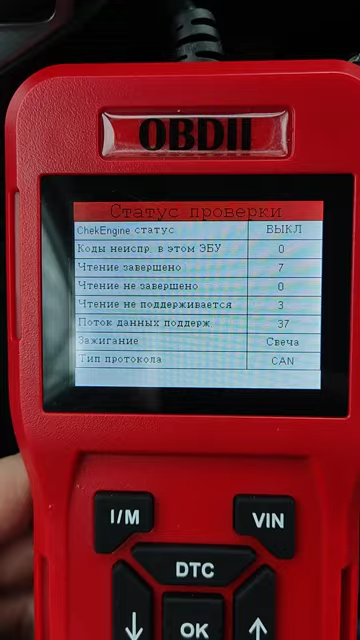 OBDII
Статус проверки
ChekEngine статус ВЫКЛ
Коды неиспр. в этом ЭБУ 0
Чтение завершено 7
Чтение не завершено 0
Чтение не поддерживается 3
Поток данных поддерж. 37
Зажигание Свеча
Тип протокола CAN
I/M
VIN
DTC
OK